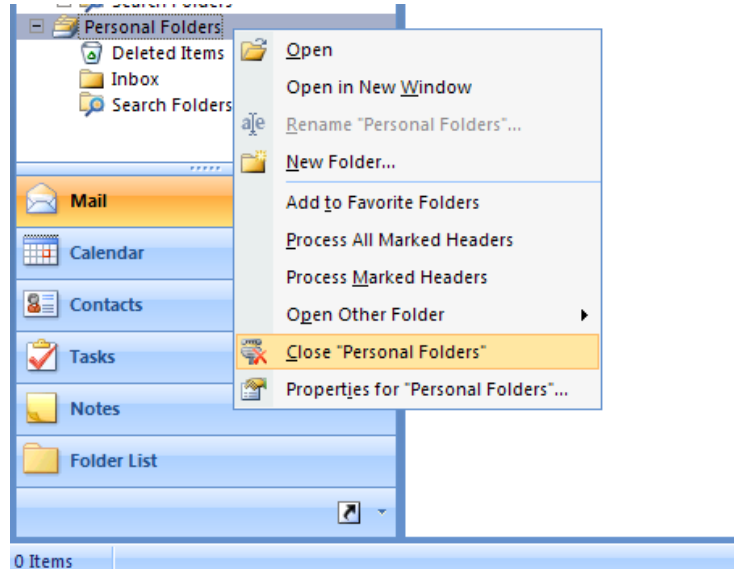 Search Folders
Personal Folders
Deleted Items
Inbox
Search Folders
Open
Open in New Window
Rename "Personal Folders"...
New Folder...
Add to Favorite Folders
Process All Marked Headers
Process Marked Headers
Open Other Folder
Close "Personal Folders"
Properties for "Personal Folders"...
Mail
Calendar
Contacts
Tasks
Notes
Folder List
0 Items